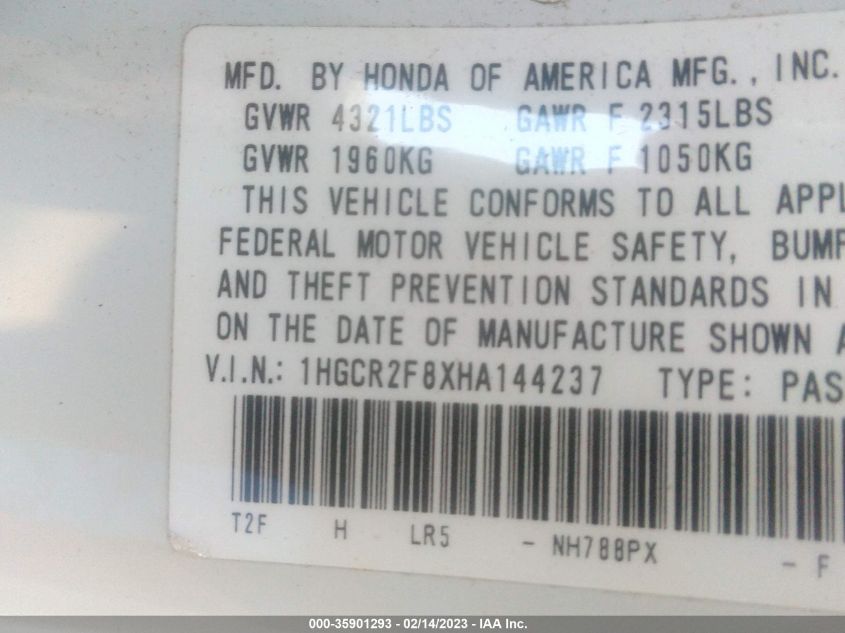 MFD. BY HONDA OF AMERICA MFG., INC.
GVWR 4321LBS GAWR F 2315LBS
GVWR 1960KG GAWR F 1050KG
THIS VEHICLE CONFORMS TO ALL APPL
FEDERAL MOTOR VEHICLE SAFETY, BUMP
AND THEFT PREVENTION STANDARDS IN
ON THE DATE OF MANUFACTURE SHOWN A
V.I.N.: 1HGCR2F8XHA144237 TYPE: PAS
T2F H LR5 - NH788PX - F
000-35901293 - 02/14/2023 - IAA Inc.